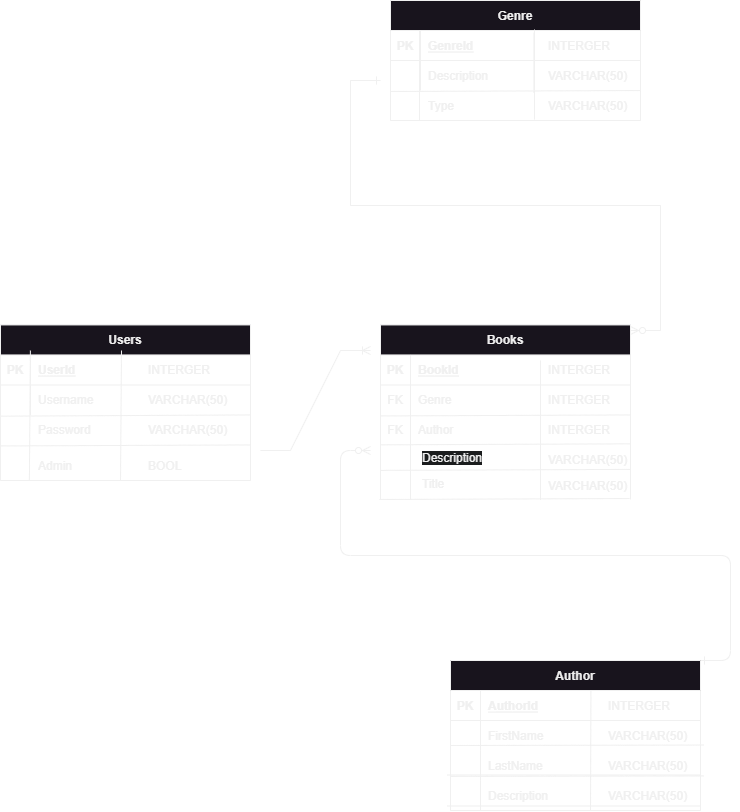 Genre
PK GenreId INTERGER
Description VARCHAR(50)
Type VARCHAR(50)
Users
PK UserId INTERGER
Username VARCHAR(50)
Password VARCHAR(50)
Admin BOOL
Books
PK BookId INTERGER
FK Genre INTERGER
FK Author INTERGER
Description VARCHAR(50)
Title VARCHAR(50)
Author
PK AuthorId INTERGER
FirstName VARCHAR(50)
LastName VARCHAR(50)
Description VARCHAR(50)